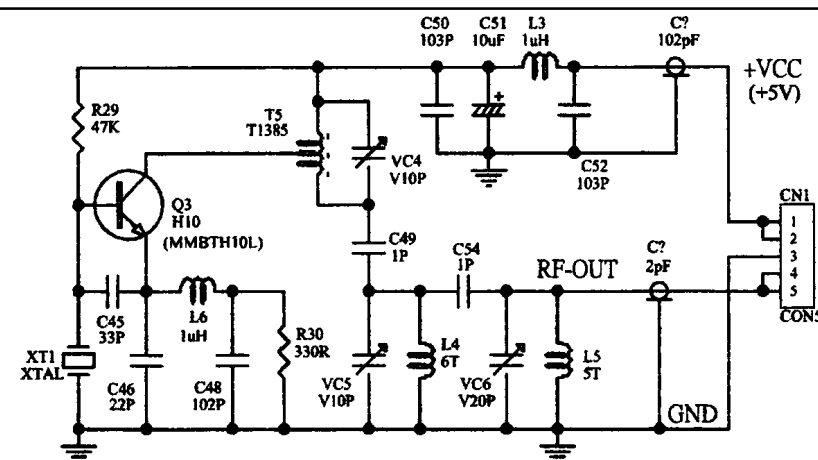 C50
103P
C51
10uF
L3
1uH
C?
102pF
+VCC
(+5V)
R29
47K
T5
T1385
+
VC4
V10P
C52
103P
Q3
H10
(MMBTH10L)
CN1
1
2
3
4
5
CON5
C49
1P
C54
1P
RF-OUT
C?
2pF
C45
33P
L6
1uH
R30
330R
L4
6T
L5
5T
XT1
XTAL
C46
22P
C48
102P
VC5
V10P
VC6
V20P
GND